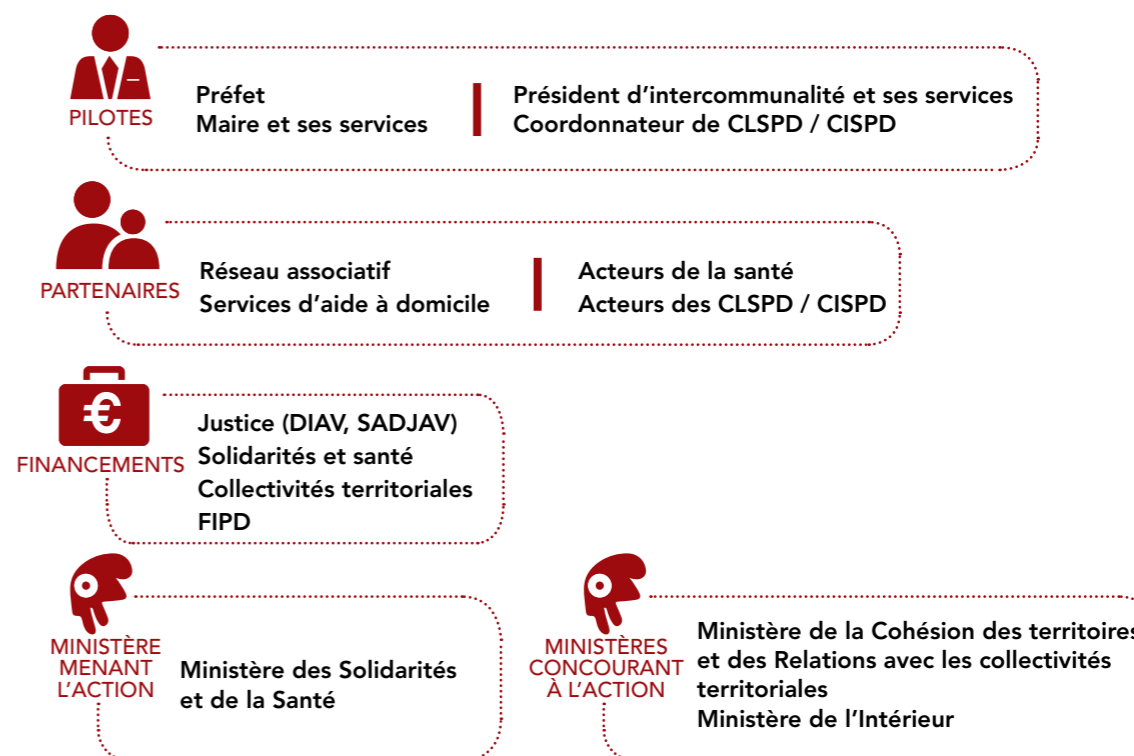 PILOTES
Préfet
Maire et ses services
Président d'intercommunalité et ses services
Coordonnateur de CLSPD / CISPD
PARTENAIRES
Réseau associatif
Services d'aide à domicile
Acteurs de la santé
Acteurs des CLSPD / CISPD
€
FINANCEMENTS
Justice (DIAV, SADJAV)
Solidarités et santé
Collectivités territoriales
FIPD
MINISTÈRE
MENANT
L'ACTION
Ministère des Solidarités
et de la Santé
MINISTÈRES
CONCOURANT
À L'ACTION
Ministère de la Cohésion des territoires
et des Relations avec les collectivités
territoriales
Ministère de l'Intérieur